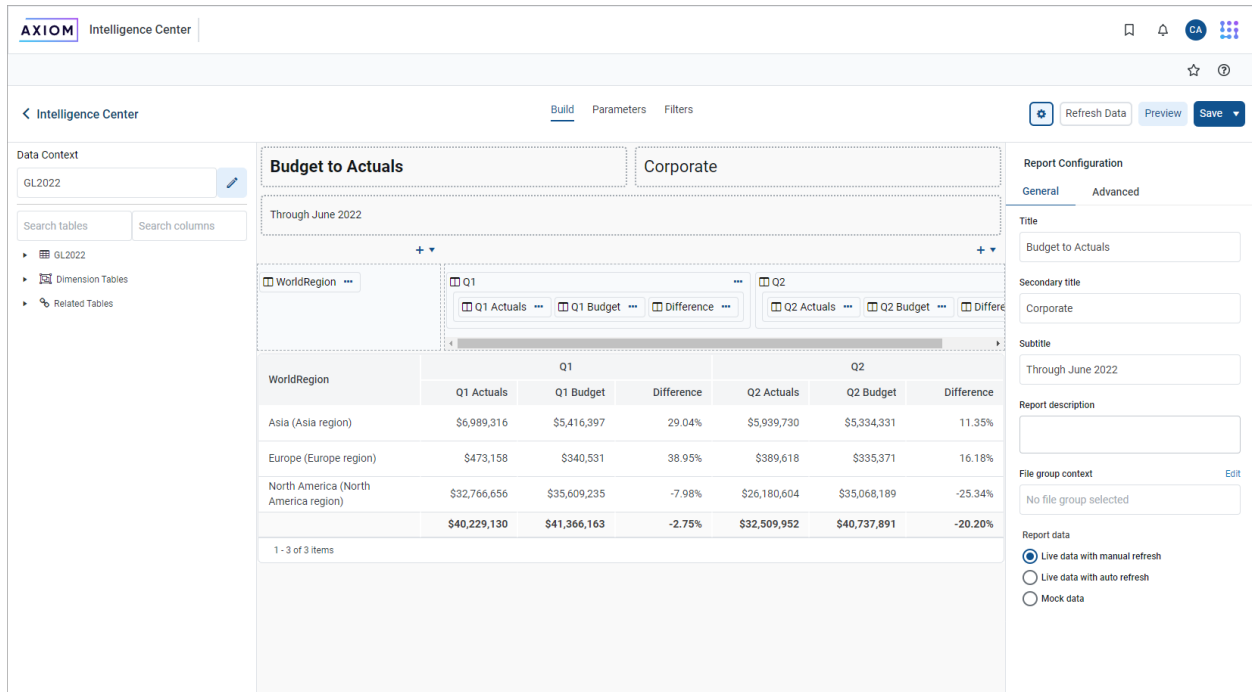 AXIOM Intelligence Center
CA
Intelligence Center
Build Parameters Filters
Refresh Data Preview Save
Data Context
GL2022
Search tables Search columns
GL2022
Dimension Tables
Related Tables
Budget to Actuals
Corporate
Through June 2022
WorldRegion
Q1
Q1 Actuals Q1 Budget Difference
Q2
Q2 Actuals Q2 Budget Differe
WorldRegion Q1 Q2
Q1 Actuals Q1 Budget Difference Q2 Actuals Q2 Budget Difference
Asia (Asia region) $6,989,316 $5,416,397 29.04% $5,939,730 $5,334,331 11.35%
Europe (Europe region) $473,158 $340,531 38.95% $389,618 $335,371 16.18%
North America (North
America region) $32,766,656 $35,609,235 -7.98% $26,180,604 $35,068,189 -25.34%
$40,229,130 $41,366,163 -2.75% $32,509,952 $40,737,891 -20.20%
1 - 3 of 3 items
Report Configuration
General Advanced
Title
Budget to Actuals
Secondary title
Corporate
Subtitle
Through June 2022
Report description
File group context Edit
No file group selected
Report data
Live data with manual refresh
Live data with auto refresh
Mock data